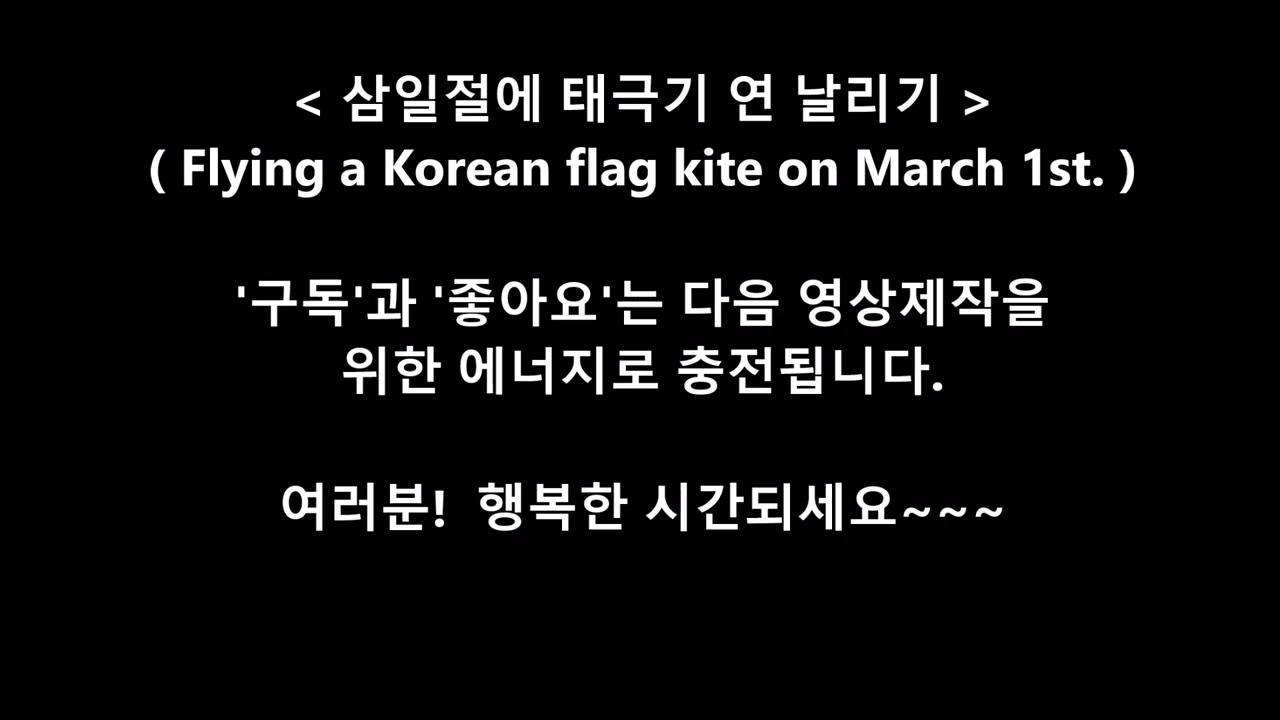 < 삼일절에 태극기 연 날리기 >
( Flying a Korean flag kite on March 1st. )
'구독'과 '좋아요'는 다음 영상제작을
위한 에너지로 충전됩니다.
여러분!  행복한 시간되세요~~~